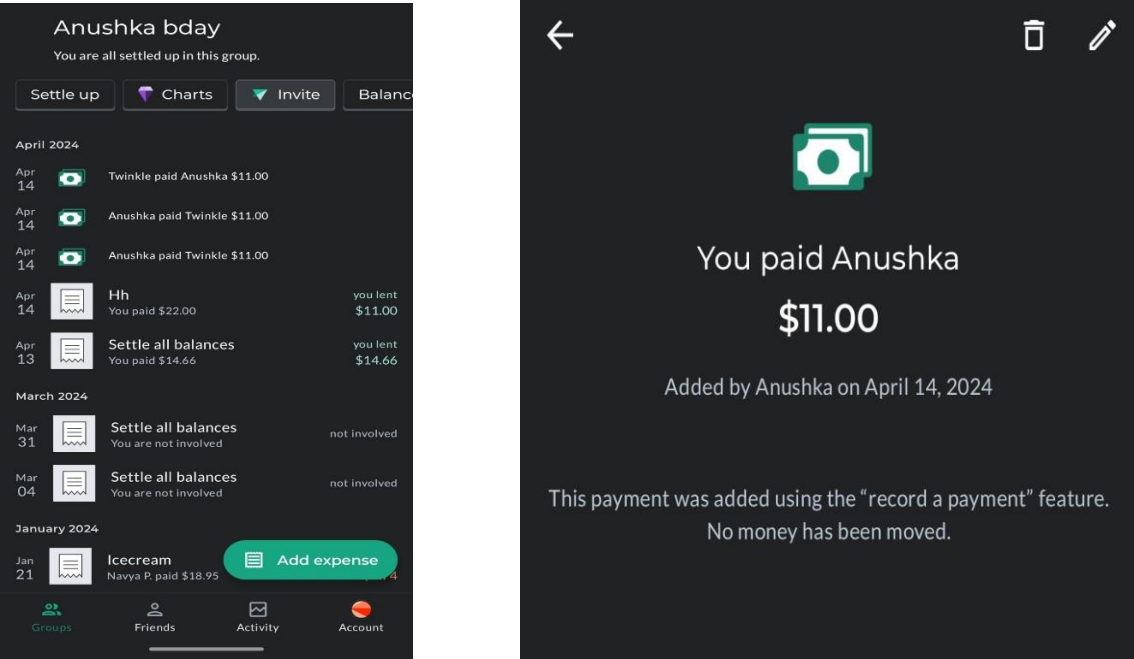 Anushka bday
You are all settled up in this group.
Settle up
Charts
Invite
Balanc
April 2024
Apr
14
Twinkle paid Anushka $11.00
Apr
14
Anushka paid Twinkle $11.00
Apr
14
Anushka paid Twinkle $11.00
Apr
14
Hh
You paid $22.00
you lent
$11.00
Apr
13
Settle all balances
You paid $14.66
you lent
$14.66
March 2024
Mar
31
Settle all balances
You are not involved
not involved
Mar
04
Settle all balances
You are not involved
not involved
January 2024
Jan
21
Icecream
Navya P. paid $18.95
Add expense
Groups
Friends
Activity
Account
You paid Anushka
$11.00
Added by Anushka on April 14, 2024
This payment was added using the “record a payment” feature.
No money has been moved.